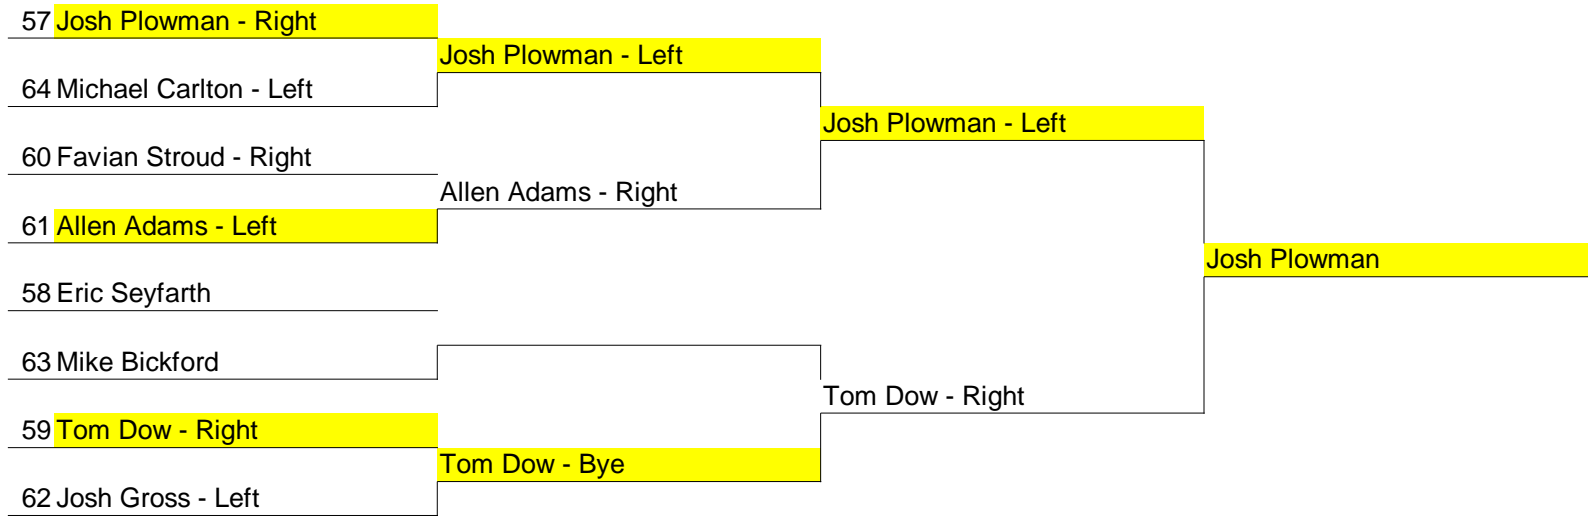 57 Josh Plowman - Right
Josh Plowman - Left
64 Michael Carlton - Left
Josh Plowman - Left
60 Favian Stroud - Right
Allen Adams - Right
61 Allen Adams - Left
Josh Plowman
58 Eric Seyfarth
63 Mike Bickford
Tom Dow - Right
59 Tom Dow - Right
Tom Dow - Bye
62 Josh Gross - Left